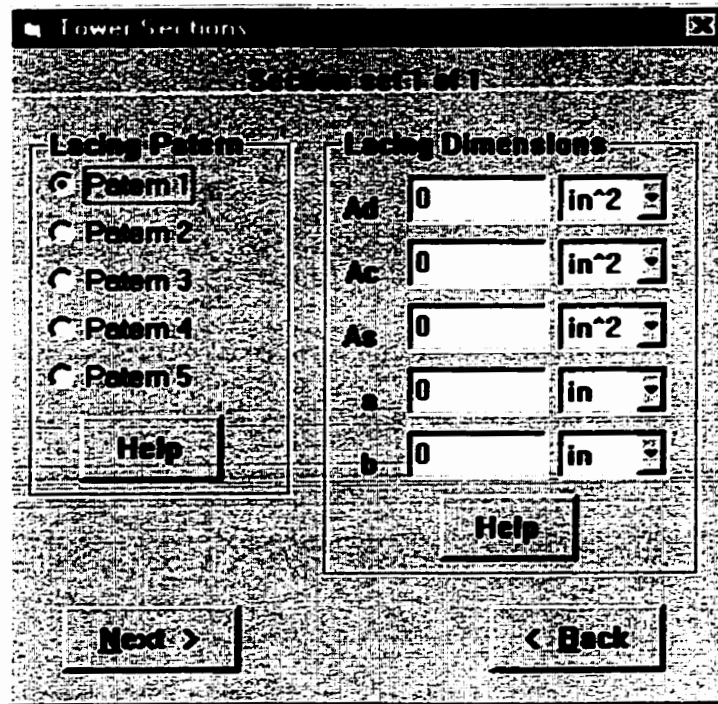 Tower Sections
Section set 1 of 1
Lacing Patern
Patern 1
Patern 2
Patern 3
Patern 4
Patern 5
Help
Lacing Dimensions
Ad 0 in^2
Ac 0 in^2
As 0 in^2
a 0 in
b 0 in
Help
Next >
< Back